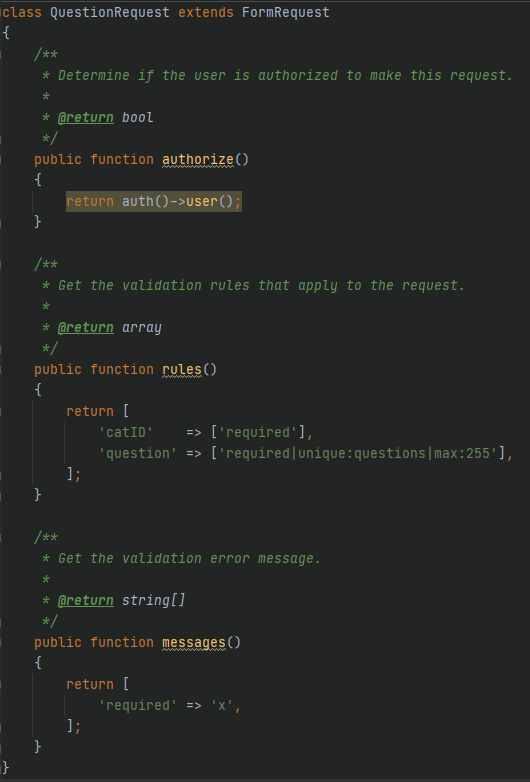 class QuestionRequest extends FormRequest
{
    /**
     * Determine if the user is authorized to make this request.
     *
     * @return bool
     */
    public function authorize()
    {
        return auth()->user();
    }

    /**
     * Get the validation rules that apply to the request.
     *
     * @return array
     */
    public function rules()
    {
        return [
            'catID'    => ['required'],
            'question' => ['required|unique:questions|max:255'],
        ];
    }

    /**
     * Get the validation error message.
     *
     * @return string[]
     */
    public function messages()
    {
        return [
            'required' => 'x',
        ];
    }
}